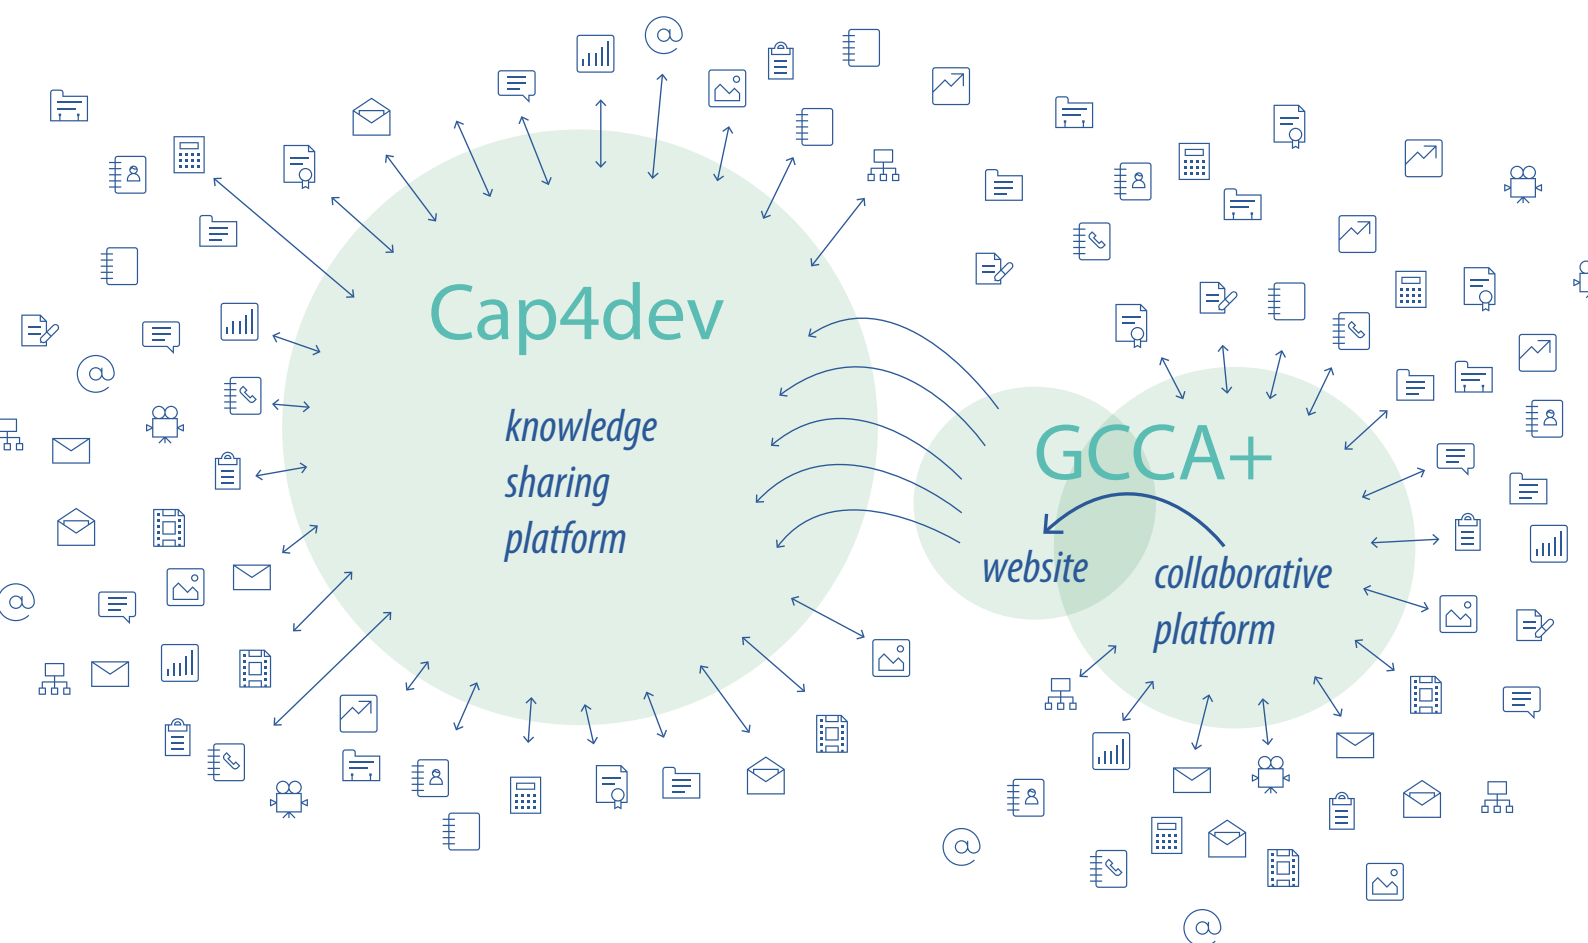 Cap4dev
knowledge
sharing
platform
GCCA+
website
collaborative
platform